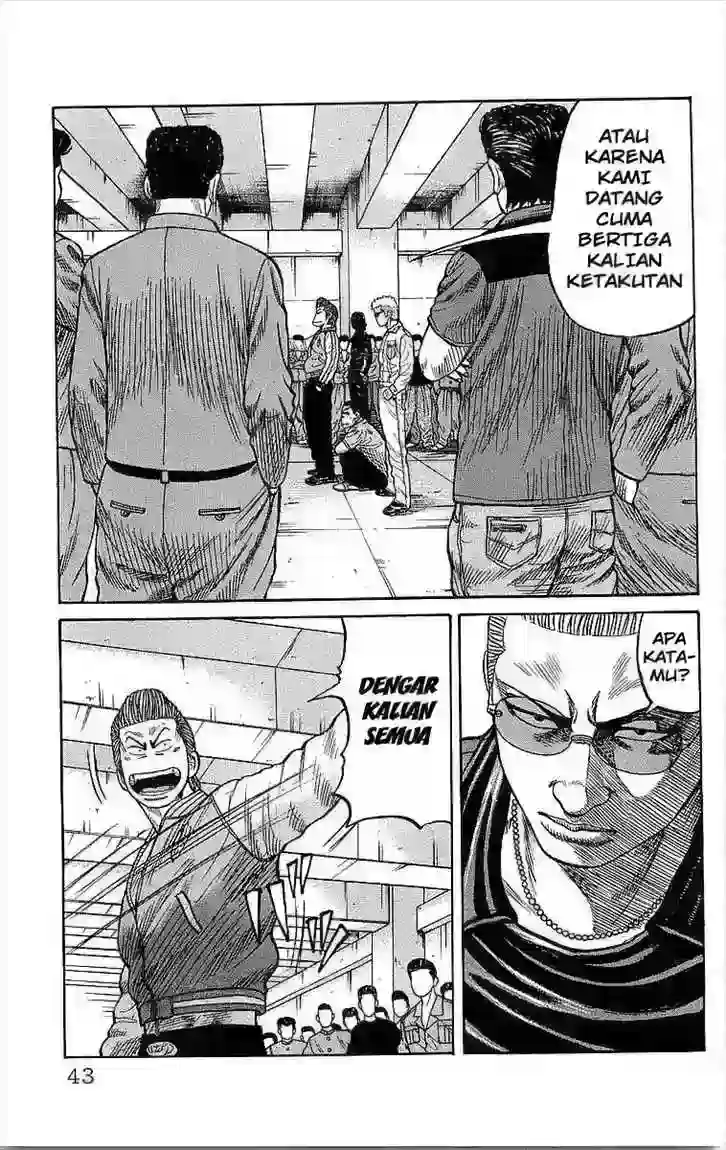 ATAU
KARENA
KAMI
DATANG
CUMA
BERTIGA
KALIAN
KETAKUTAN
APA
KATA-
MU?
DENGAR
KALIAN
SEMUA
43